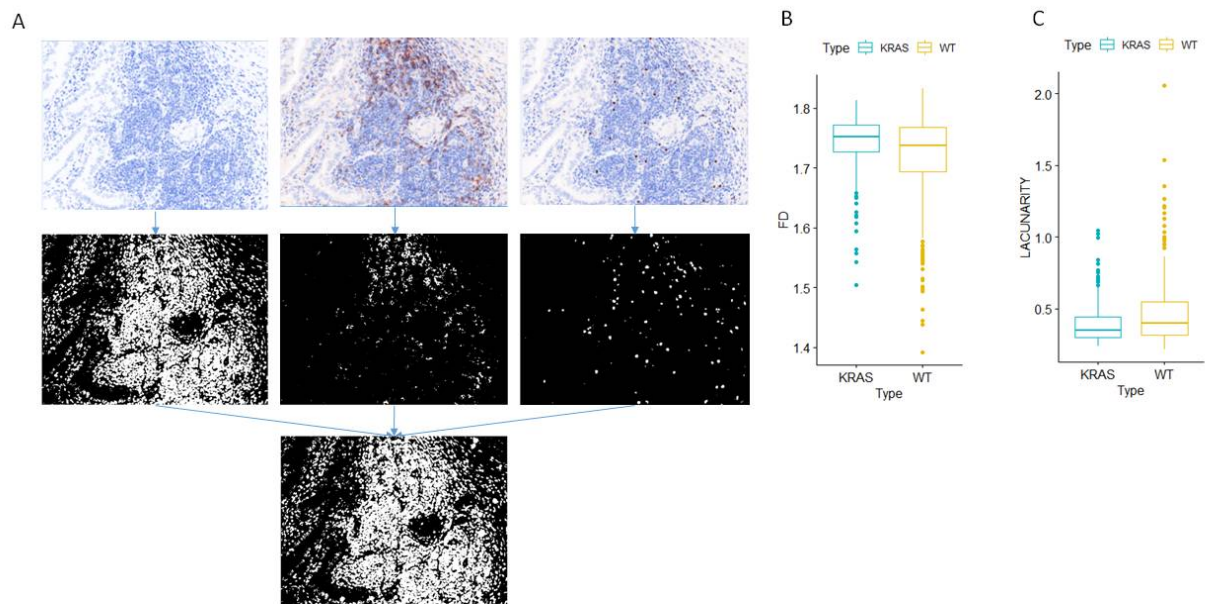 A
B
Type KRAS WT
FD
1.8
1.7
1.6
1.5
1.4
KRAS WT
Type
C
Type KRAS WT
LACUNARITY
2.0
1.5
1.0
0.5
KRAS WT
Type